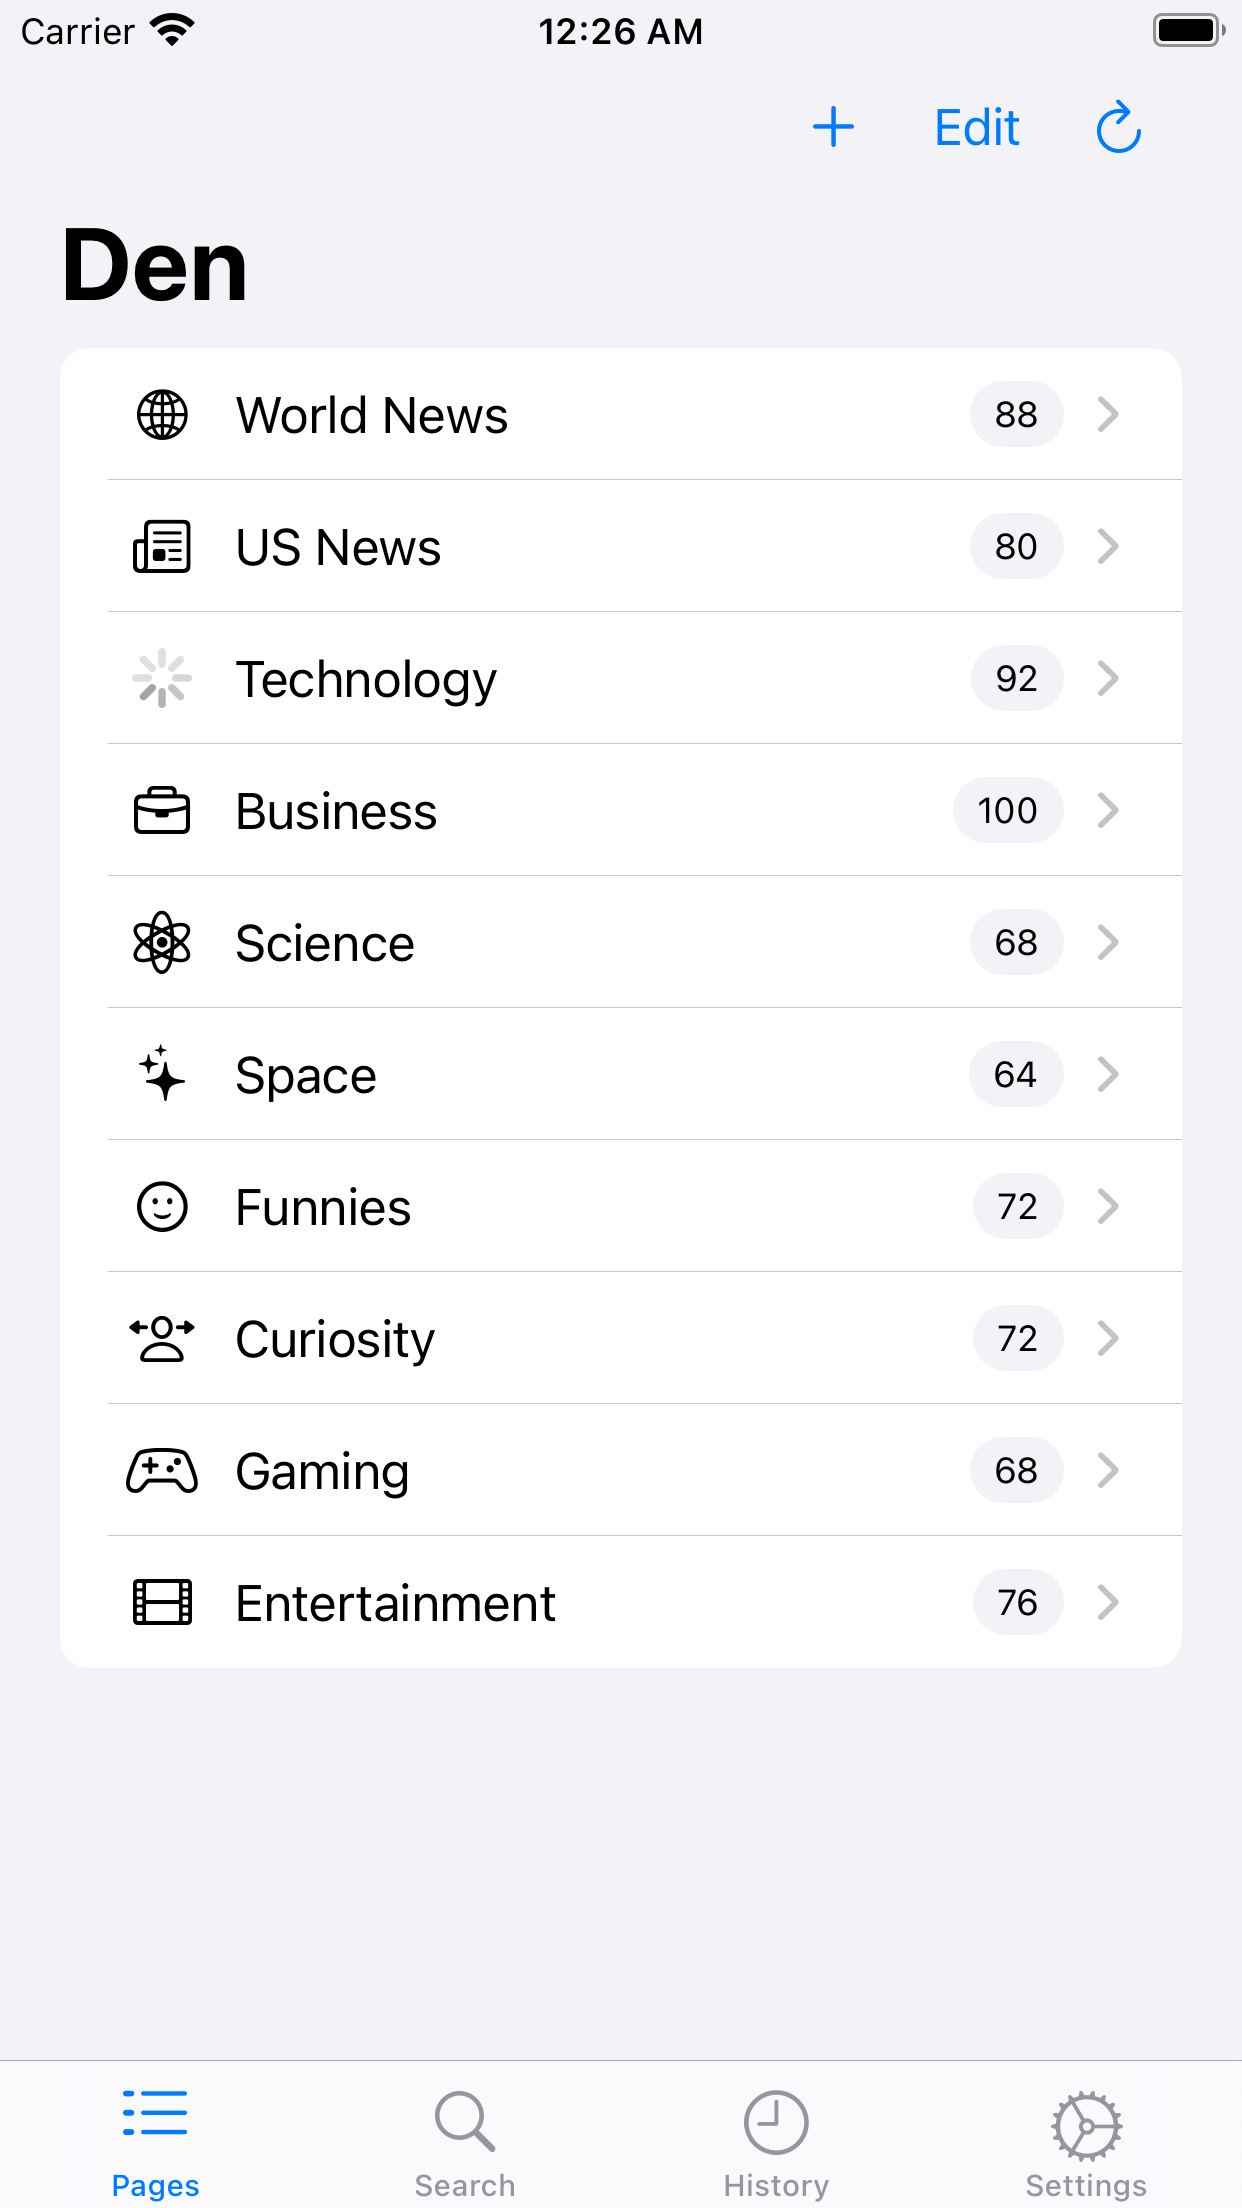 Carrier 12:26 AM
Edit
Den
World News 88
US News 80
Technology 92
Business 100
Science 68
Space 64
Funnies 72
Curiosity 72
Gaming 68
Entertainment 76
Pages Search History Settings